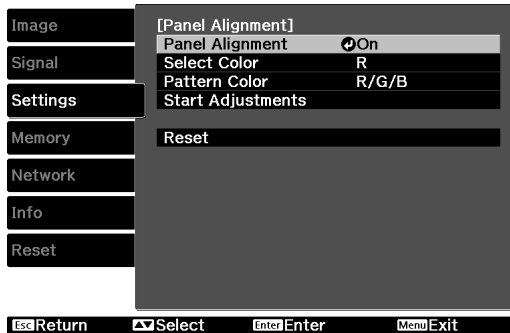 Image
Signal
Settings
Memory
Network
Info
Reset
[Panel Alignment]
Panel Alignment On
Select Color R
Pattern Color R/G/B
Start Adjustments
Reset
Esc Return Select Enter Enter Menu Exit